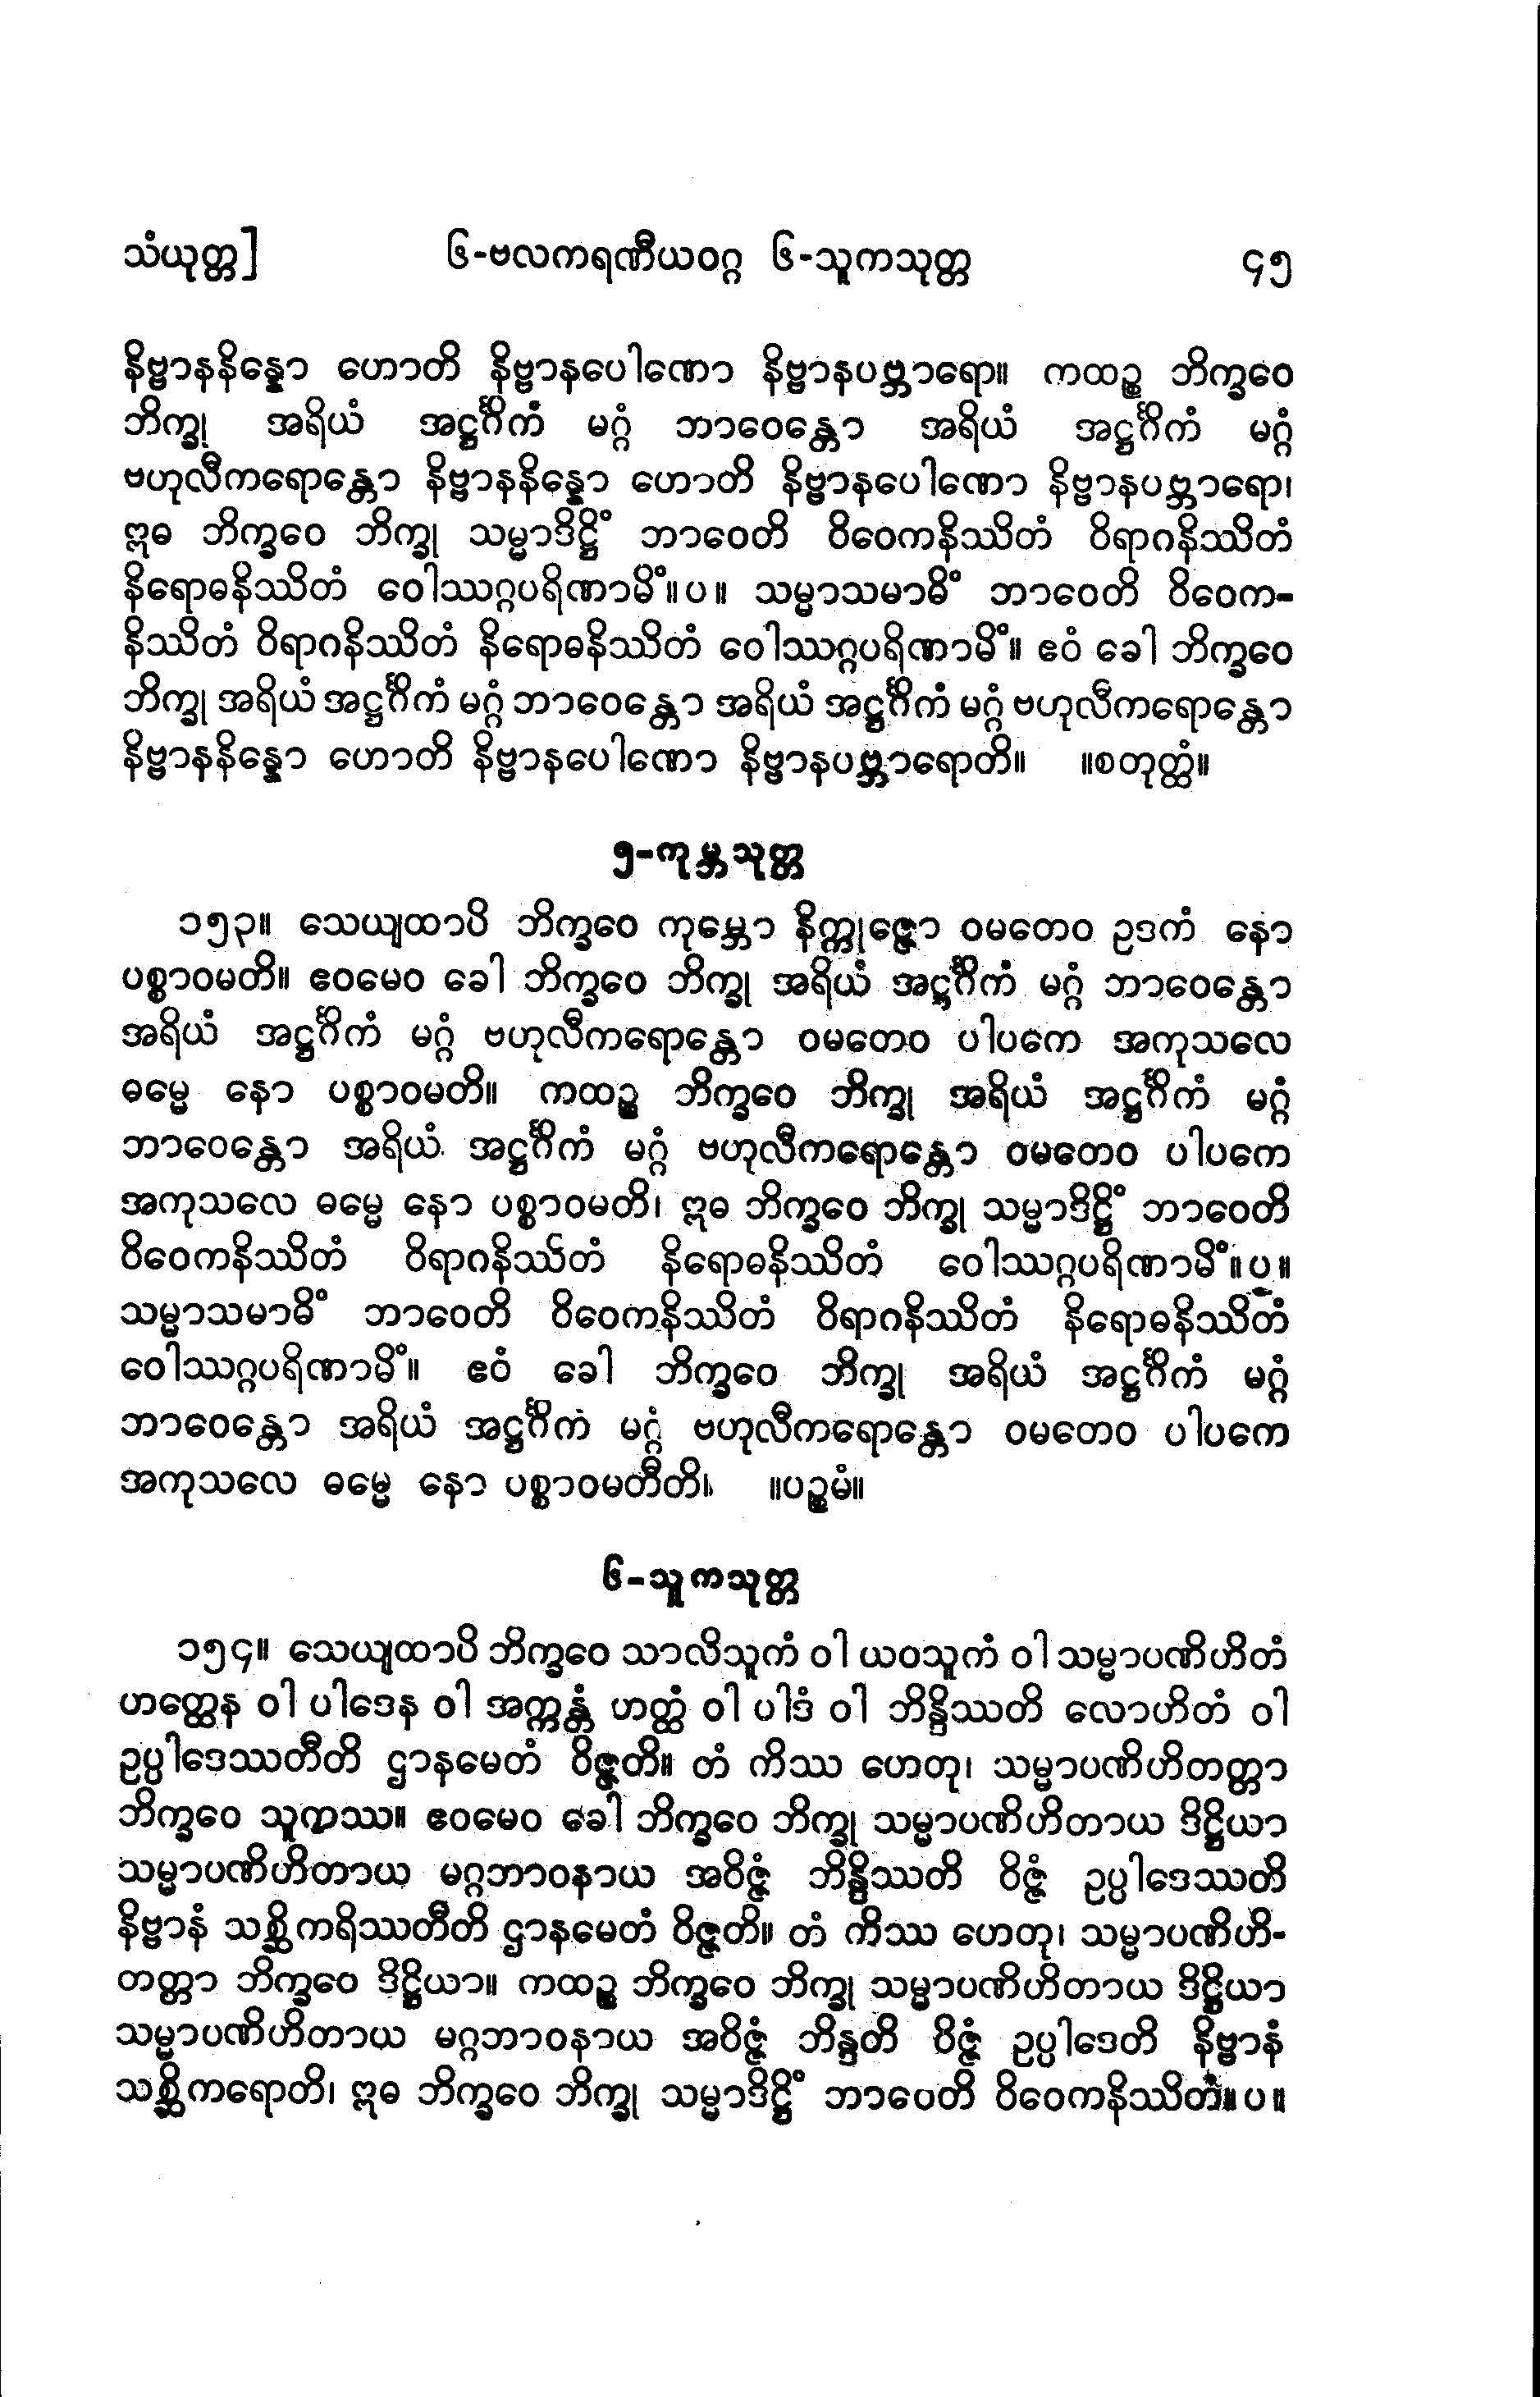 သံယုတ္တ] ၆-ဗလကရဏီယဝဂ္ဂ ၆-သူကသုတ္တ ၄၅
နိဗ္ဗာနနိန္နော ဟောတိ နိဗ္ဗာနပေါဏော နိဗ္ဗာနပဗ္ဘာရော။ ကထဉ္စ ဘိက္ခဝေ
ဘိက္ခု အရိယံ အဋ္ဌင်္ဂိကံ မဂ္ဂံ ဘာဝေန္တော အရိယံ အဋ္ဌင်္ဂိကံ မဂ္ဂံ
ဗဟုလီကရောန္တော နိဗ္ဗာနနိန္နော ဟောတိ နိဗ္ဗာနပေါဏော နိဗ္ဗာနပဗ္ဘာရော၊
ဣဓ ဘိက္ခဝေ ဘိက္ခု သမ္မာဒိဋ္ဌိံ ဘာဝေတိ ဝိဝေကနိဿိတံ ဝိရာဂနိဿိတံ
နိရောဓနိဿိတံ ဝေါဿဂ္ဂပရိဏာမိံ။ပ။ သမ္မာသမာဓိံ ဘာဝေတိ ဝိဝေက-
နိဿိတံ ဝိရာဂနိဿိတံ နိရောဓနိဿိတံ ဝေါဿဂ္ဂပရိဏာမိံ။ ဧဝံ ခေါ ဘိက္ခဝေ
ဘိက္ခု အရိယံ အဋ္ဌင်္ဂိကံ မဂ္ဂံ ဘာဝေန္တော အရိယံ အဋ္ဌင်္ဂိကံ မဂ္ဂံ ဗဟုလီကရောန္တော
နိဗ္ဗာနနိန္နော ဟောတိ နိဗ္ဗာနပေါဏော နိဗ္ဗာနပဗ္ဘာရောတိ။ ။စတုတ္ထံ။
၅-ကုမ္ဘသုတ္တ
၁၅၃။ သေယျထာပိ ဘိက္ခဝေ ကုမ္ဘော နိက္ကုဇ္ဇော ဝမတေဝ ဥဒကံ နော
ပစ္စာဝမတိ။ ဧဝမေဝ ခေါ ဘိက္ခဝေ ဘိက္ခု အရိယံ အဋ္ဌင်္ဂိကံ မဂ္ဂံ ဘာဝေန္တော
အရိယံ အဋ္ဌင်္ဂိကံ မဂ္ဂံ ဗဟုလီကရောန္တော ဝမတေဝ ပါပကေ အကုသလေ
ဓမ္မေ နော ပစ္စာဝမတိ။ ကထဉ္စ ဘိက္ခဝေ ဘိက္ခု အရိယံ အဋ္ဌင်္ဂိကံ မဂ္ဂံ
ဘာဝေန္တော အရိယံ အဋ္ဌင်္ဂိကံ မဂ္ဂံ ဗဟုလီကရောန္တော ဝမတေဝ ပါပကေ
အကုသလေ ဓမ္မေ နော ပစ္စာဝမတိ၊ ဣဓ ဘိက္ခဝေ ဘိက္ခု သမ္မာဒိဋ္ဌိံ ဘာဝေတိ
ဝိဝေကနိဿိတံ ဝိရာဂနိဿိတံ နိရောဓနိဿိတံ ဝေါဿဂ္ဂပရိဏာမိံ။ပ။
သမ္မာသမာဓိံ ဘာဝေတိ ဝိဝေကနိဿိတံ ဝိရာဂနိဿိတံ နိရောဓနိဿိတံ
ဝေါဿဂ္ဂပရိဏာမိံ။ ဧဝံ ခေါ ဘိက္ခဝေ ဘိက္ခု အရိယံ အဋ္ဌင်္ဂိကံ မဂ္ဂံ
ဘာဝေန္တော အရိယံ အဋ္ဌင်္ဂိကံ မဂ္ဂံ ဗဟုလီကရောန္တော ဝမတေဝ ပါပကေ
အကုသလေ ဓမ္မေ နော ပစ္စာဝမတီတိ။ ။ပဉ္စမံ။
၆-သူကသုတ္တ
၁၅၄။ သေယျထာပိ ဘိက္ခဝေ သာလိသူကံ ဝါ ယဝသူကံ ဝါ သမ္မာပဏိဟိတံ
ဟတ္ထေန ဝါ ပါဒေန ဝါ အက္ကန္တံ ဟတ္ထံ ဝါ ပါဒံ ဝါ ဘိန္ဒိဿတိ လောဟိတံ ဝါ
ဥပ္ပါဒေဿတီတိ ဌာနမေတံ ဝိဇ္ဇတိ။ တံ ကိဿ ဟေတု၊ သမ္မာပဏိဟိတတ္တာ
ဘိက္ခဝေ သူကဿ။ ဧဝမေဝ ခေါ ဘိက္ခဝေ ဘိက္ခု သမ္မာပဏိဟိတာယ ဒိဋ္ဌိယာ
သမ္မာပဏိဟိတာယ မဂ္ဂဘာဝနာယ အဝိဇ္ဇံ ဘိန္ဒိဿတိ ဝိဇ္ဇံ ဥပ္ပါဒေဿတိ
နိဗ္ဗာနံ သစ္ဆိကရိဿတီတိ ဌာနမေတံ ဝိဇ္ဇတိ။ တံ ကိဿ ဟေတု၊ သမ္မာပဏိဟိ-
တတ္တာ ဘိက္ခဝေ ဒိဋ္ဌိယာ။ ကထဉ္စ ဘိက္ခဝေ ဘိက္ခု သမ္မာပဏိဟိတာယ ဒိဋ္ဌိယာ
သမ္မာပဏိဟိတာယ မဂ္ဂဘာဝနာယ အဝိဇ္ဇံ ဘိန္ဒတိ ဝိဇ္ဇံ ဥပ္ပါဒေတိ နိဗ္ဗာနံ
သစ္ဆိကရောတိ၊ ဣဓ ဘိက္ခဝေ ဘိက္ခု သမ္မာဒိဋ္ဌိံ ဘာဝေတိ ဝိဝေကနိဿိတံ။ပ။